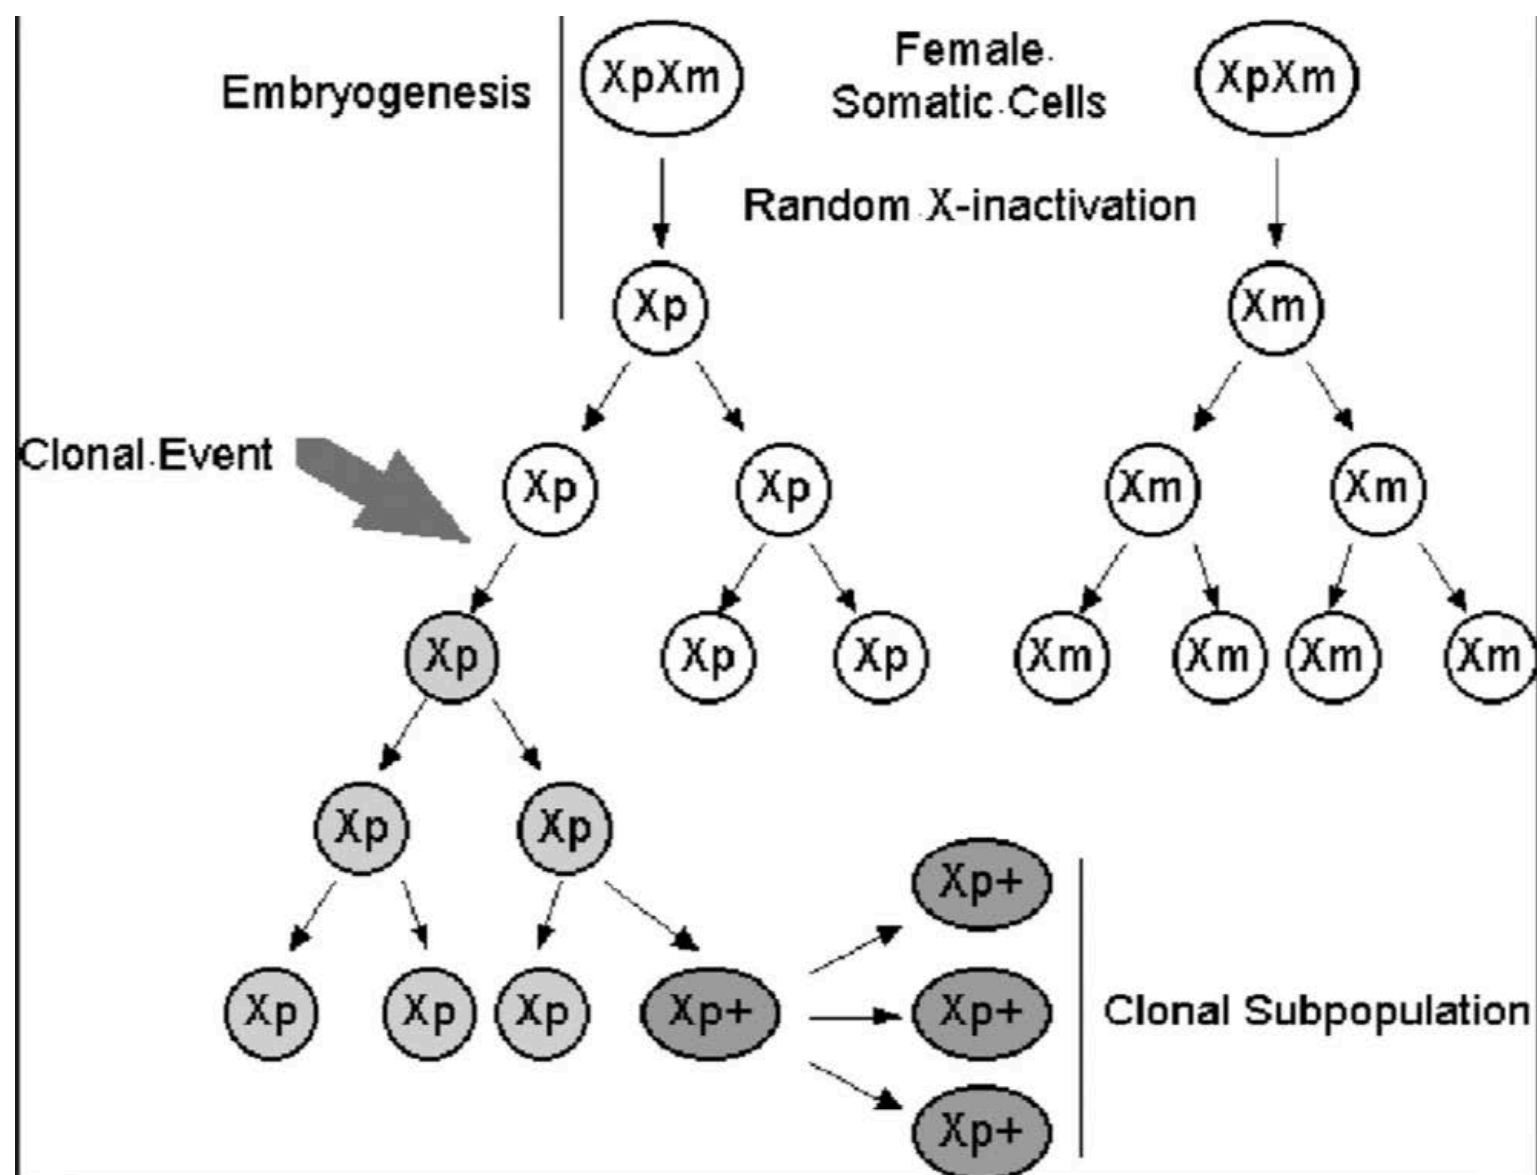 Embryogenesis
XpXm
Female
Somatic Cells
XpXm
Random X-inactivation
Xp
Xm
Clonal Event
Xp
Xp
Xm
Xm
Xp
Xp
Xp
Xm
Xm
Xm
Xm
Xp
Xp
Xp+
Xp
Xp
Xp
Xp+
Xp+
Clonal Subpopulation
Xp+